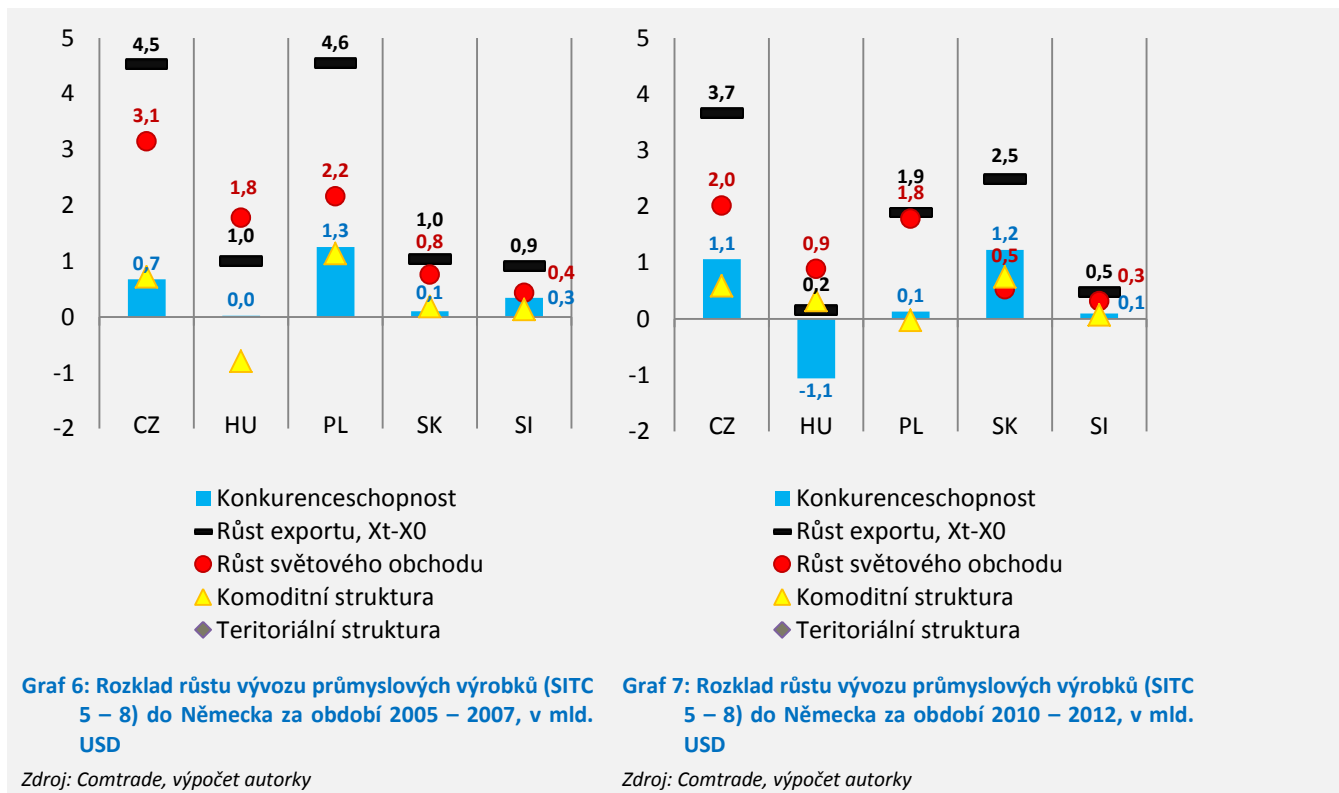 5
4
3
2
1
0
-1
-2
4,5
3,1
0,7
1,8
1,0
0,0
4,6
2,2
1,3
1,0
0,8
0,1
0,9
0,4
0,3
CZ
HU
PL
SK
SI
Konkurenceschopnost
Růst exportu, Xt-X0
Růst světového obchodu
Komoditní struktura
Teritoriální struktura
Graf 6: Rozklad růstu vývozu průmyslových výrobků (SITC
5 – 8) do Německa za období 2005 – 2007, v mld.
USD
Zdroj: Comtrade, výpočet autorky
5
4
3
2
1
0
-1
-2
3,7
2,0
1,1
0,9
0,2
-1,1
1,9
1,8
0,1
2,5
1,2
0,5
0,5
0,3
0,1
CZ
HU
PL
SK
SI
Konkurenceschopnost
Růst exportu, Xt-X0
Růst světového obchodu
Komoditní struktura
Teritoriální struktura
Graf 7: Rozklad růstu vývozu průmyslových výrobků (SITC
5 – 8) do Německa za období 2010 – 2012, v mld.
USD
Zdroj: Comtrade, výpočet autorky